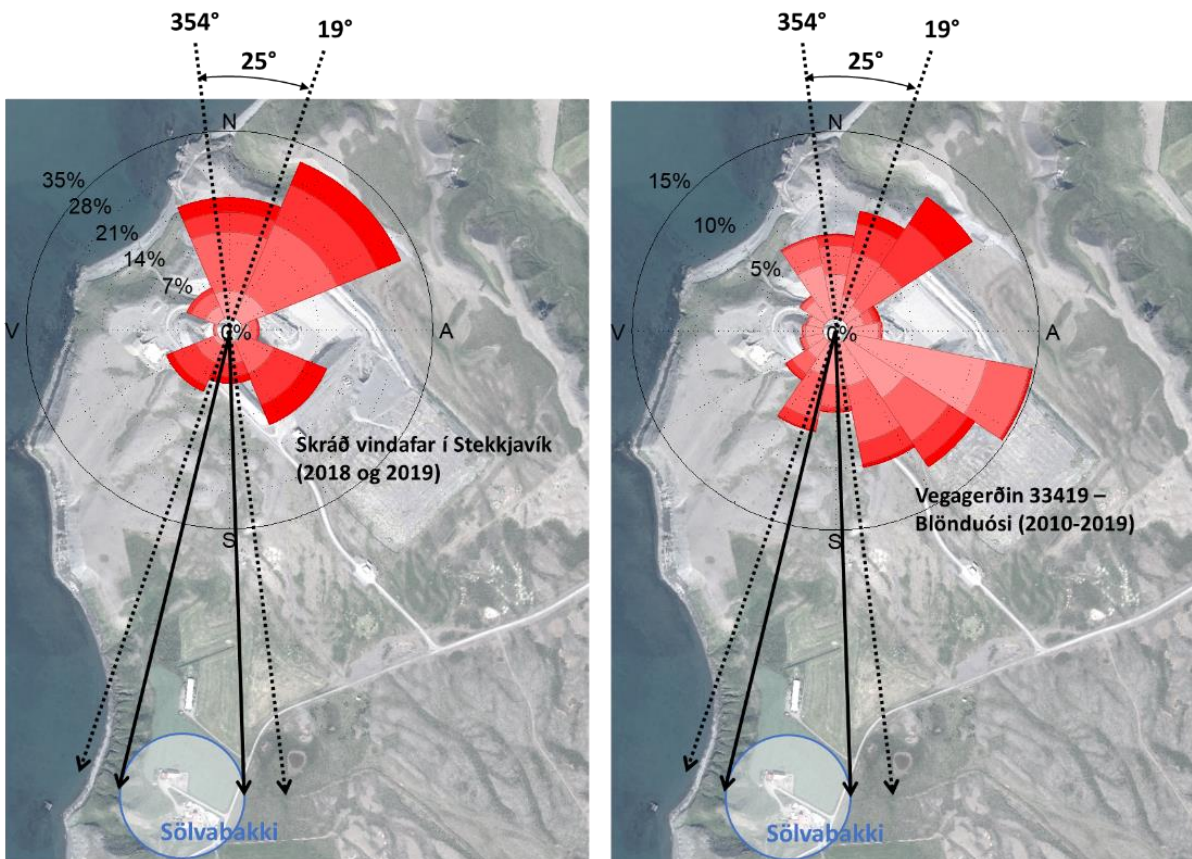 354°
19°
25°
N
35%
28%
21%
14%
7%
0%
V
A
S
Skráð vindafar í Stekkjavík
(2018 og 2019)
Sölvabakki
354°
19°
25°
N
15%
10%
5%
0%
V
A
S
Vegagerðin 33419 –
Blönduósi (2010-2019)
Sölvabakki